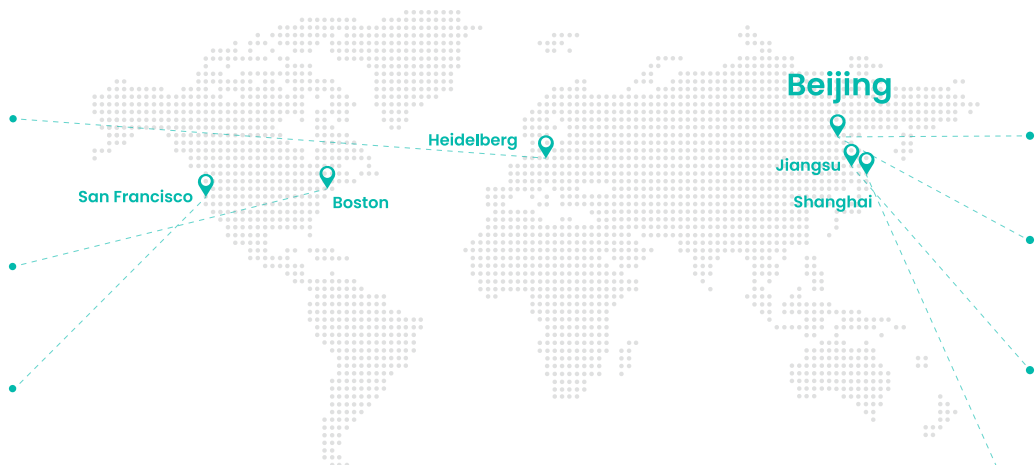 Beijing
Heidelberg
Jiangsu
San Francisco
Boston
Shanghai